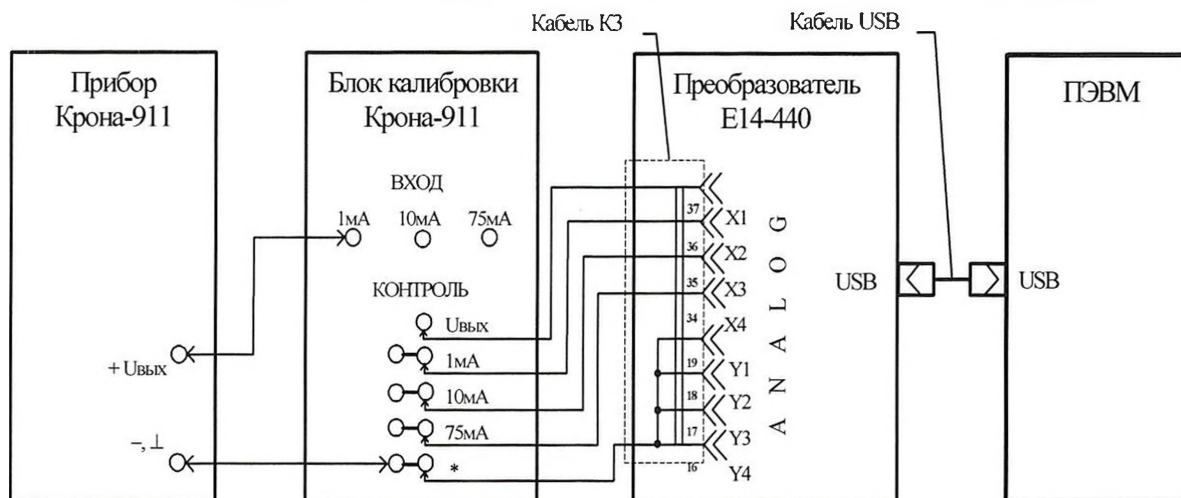 Кабель К3
Кабель USB
Прибор
Крона-911
Блок калибровки
Крона-911
Преобразователь
Е14-440
ПЭВМ
ВХОД
1мА
10мА
75мА
КОНТРОЛЬ
Uвых
1мА
10мА
75мА
*
+ Uвых
−, ⊥
37
X1
36
X2
35
X3
34
X4
19
Y1
18
Y2
17
Y3
16
Y4
ANALOG
USB
USB